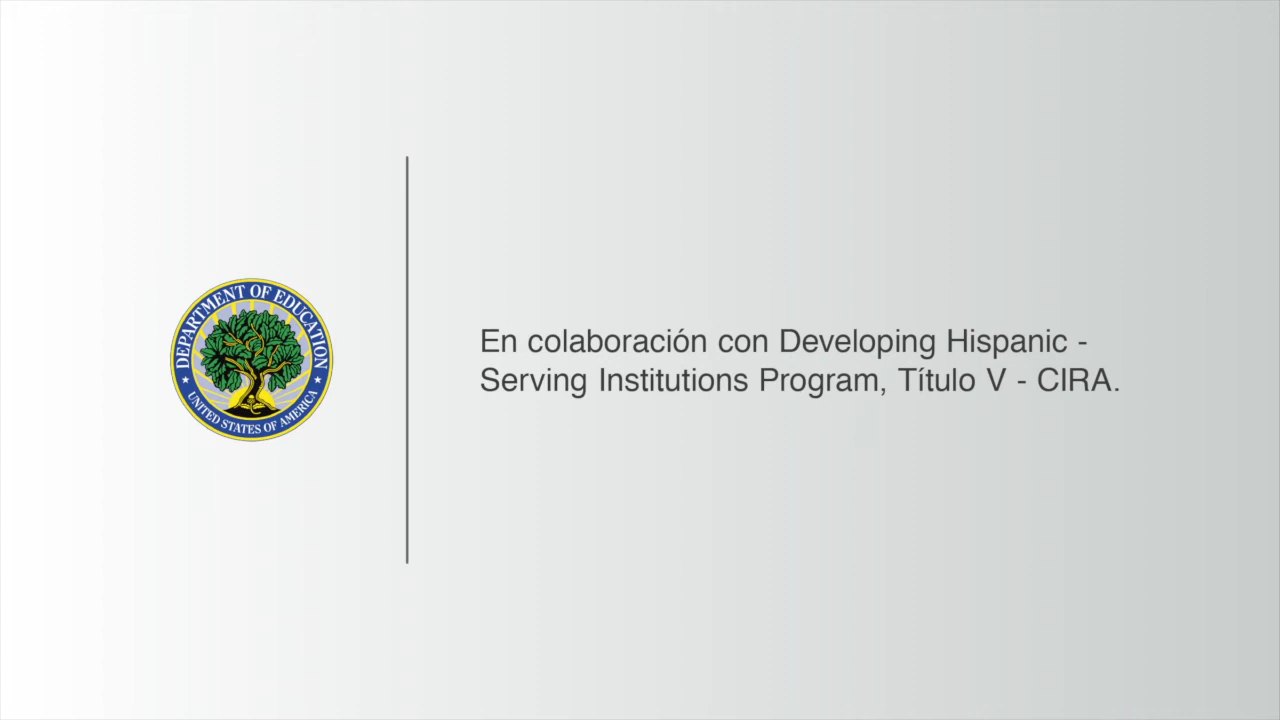 DEPARTMENT OF EDUCATION
UNITED STATES OF AMERICA
En colaboración con Developing Hispanic -
Serving Institutions Program, Título V - CIRA.